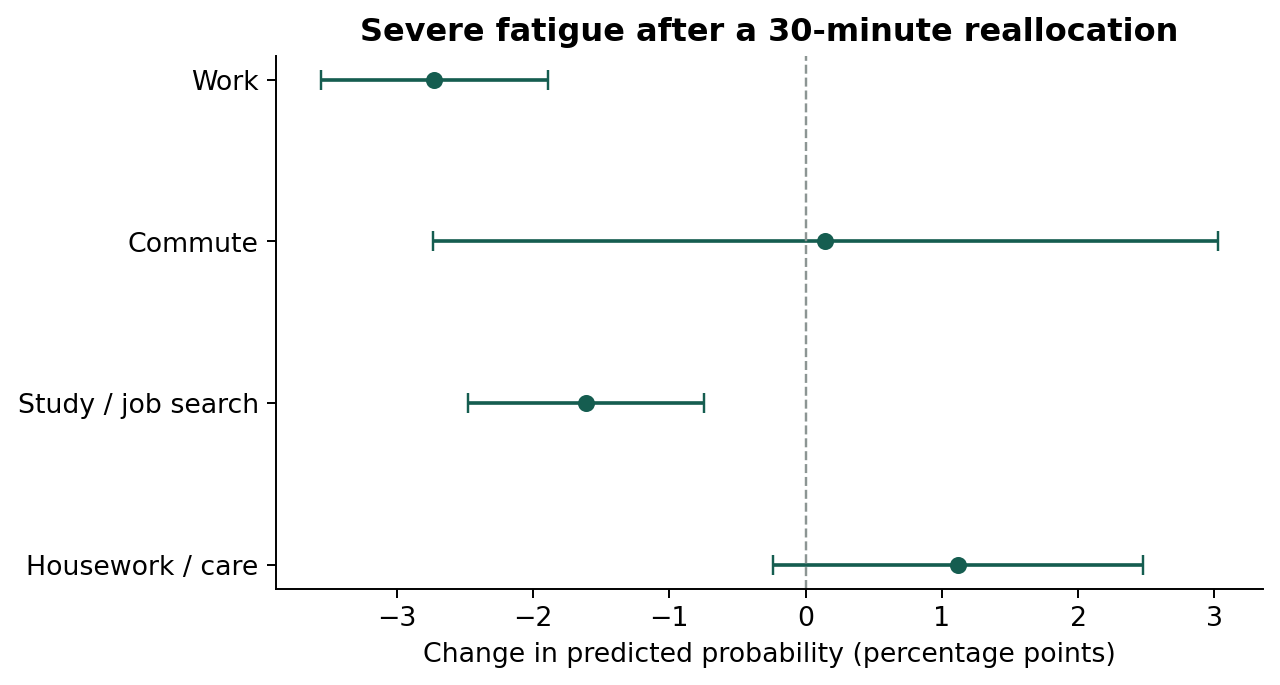 Severe fatigue after a 30-minute reallocation
Work
Commute
Study / job search
Housework / care
−3 −2 −1 0 1 2 3
Change in predicted probability (percentage points)